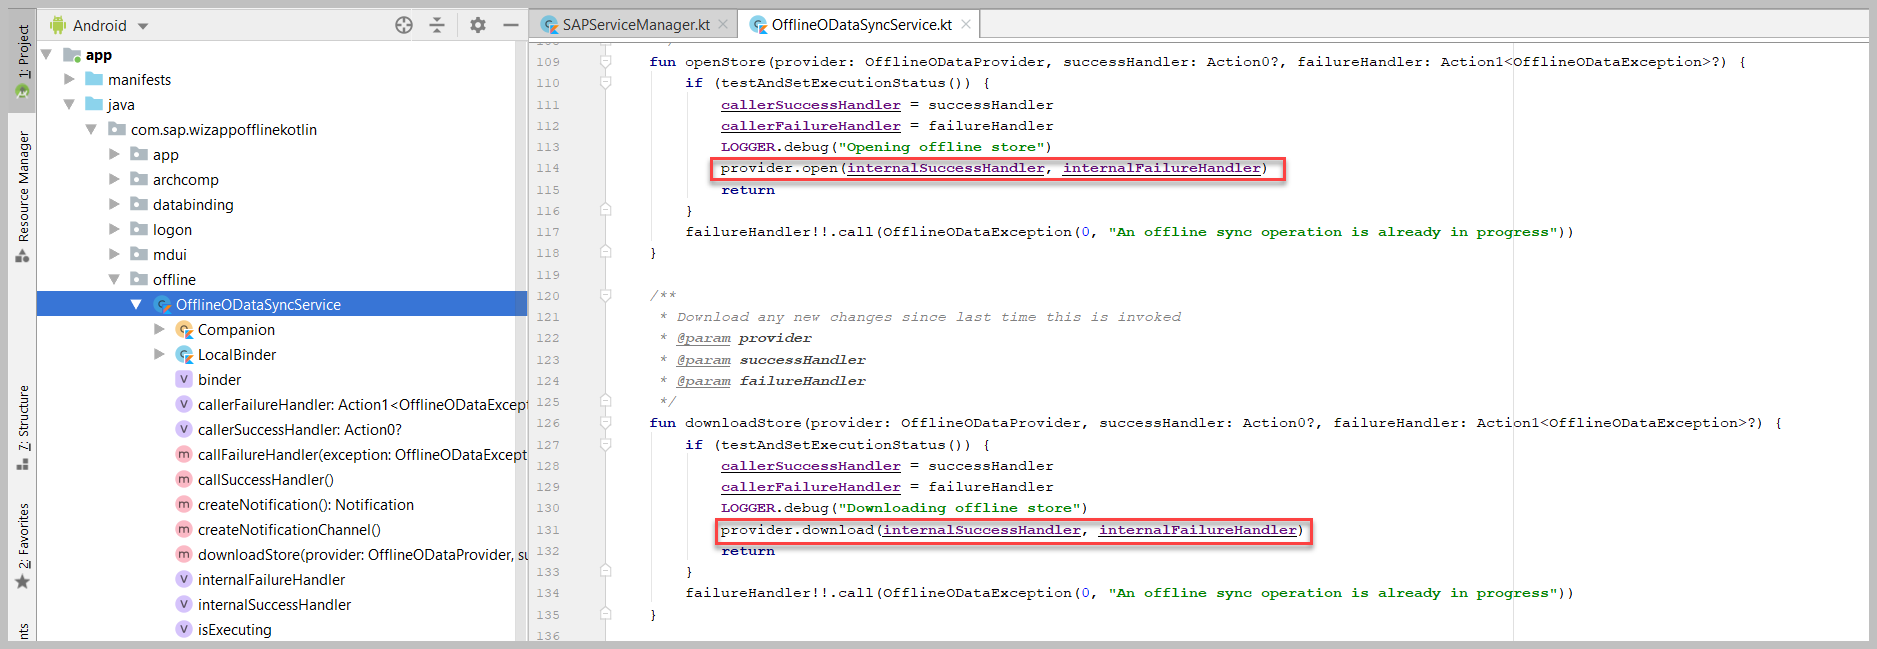 1: Project
Resource Manager
7: Structure
2: Favorites
nts
Android
app
manifests
java
com.sap.wizappofflinekotlin
app
archcomp
databinding
logon
mdui
offline
OfflineODataSyncService
Companion
LocalBinder
binder
callerFailureHandler: Action1<OfflineODataExcept
callerSuccessHandler: Action0?
callFailureHandler(exception: OfflineODataExcept
callSuccessHandler()
createNotification(): Notification
createNotificationChannel()
downloadStore(provider: OfflineODataProvider, su
internalFailureHandler
internalSuccessHandler
isExecuting
SAPServiceManager.kt
OfflineODataSyncService.kt
108
109 fun openStore(provider: OfflineODataProvider, successHandler: Action0?, failureHandler: Action1<OfflineODataException>?) {
110 if (testAndSetExecutionStatus()) {
111 callerSuccessHandler = successHandler
112 callerFailureHandler = failureHandler
113 LOGGER.debug("Opening offline store")
114 provider.open(internalSuccessHandler, internalFailureHandler)
115 return
116 }
117 failureHandler!!.call(OfflineODataException(0, "An offline sync operation is already in progress"))
118 }
119
120 /**
121 * Download any new changes since last time this is invoked
122 * @param provider
123 * @param successHandler
124 * @param failureHandler
125 */
126 fun downloadStore(provider: OfflineODataProvider, successHandler: Action0?, failureHandler: Action1<OfflineODataException>?) {
127 if (testAndSetExecutionStatus()) {
128 callerSuccessHandler = successHandler
129 callerFailureHandler = failureHandler
130 LOGGER.debug("Downloading offline store")
131 provider.download(internalSuccessHandler, internalFailureHandler)
132 return
133 }
134 failureHandler!!.call(OfflineODataException(0, "An offline sync operation is already in progress"))
135 }
136